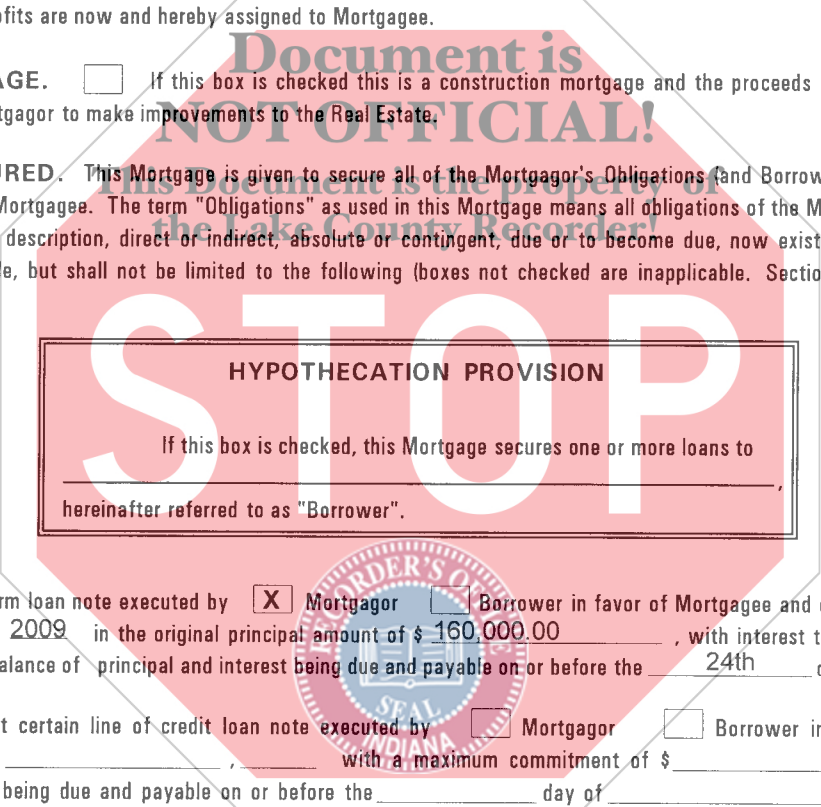 ofits are now and hereby assigned to Mortgagee.
Document is
AGE. If this box is checked this is a construction mortgage and the proceeds
NOT OFFICIAL!
tgagor to make improvements to the Real Estate.
This Document is the property of
URED. This Mortgage is given to secure all of the Mortgagor's Obligations (and Borrow
Mortgagee. The term "Obligations" as used in this Mortgage means all obligations of the M
the Lake County Recorder!
description, direct or indirect, absolute or contingent, due or to become due, now exist
le, but shall not be limited to the following (boxes not checked are inapplicable. Sectio
STOP
HYPOTHECATION PROVISION
If this box is checked, this Mortgage secures one or more loans to
,
hereinafter referred to as "Borrower".
RECORDER'S OFFICE
SEAL
INDIANA
rm loan note executed by X Mortgagor Borrower in favor of Mortgagee and
2009 in the original principal amount of $ 160,000.00 , with interest t
alance of principal and interest being due and payable on or before the 24th
t certain line of credit loan note executed by Mortgagor Borrower in
, with a maximum commitment of $
being due and payable on or before the day of